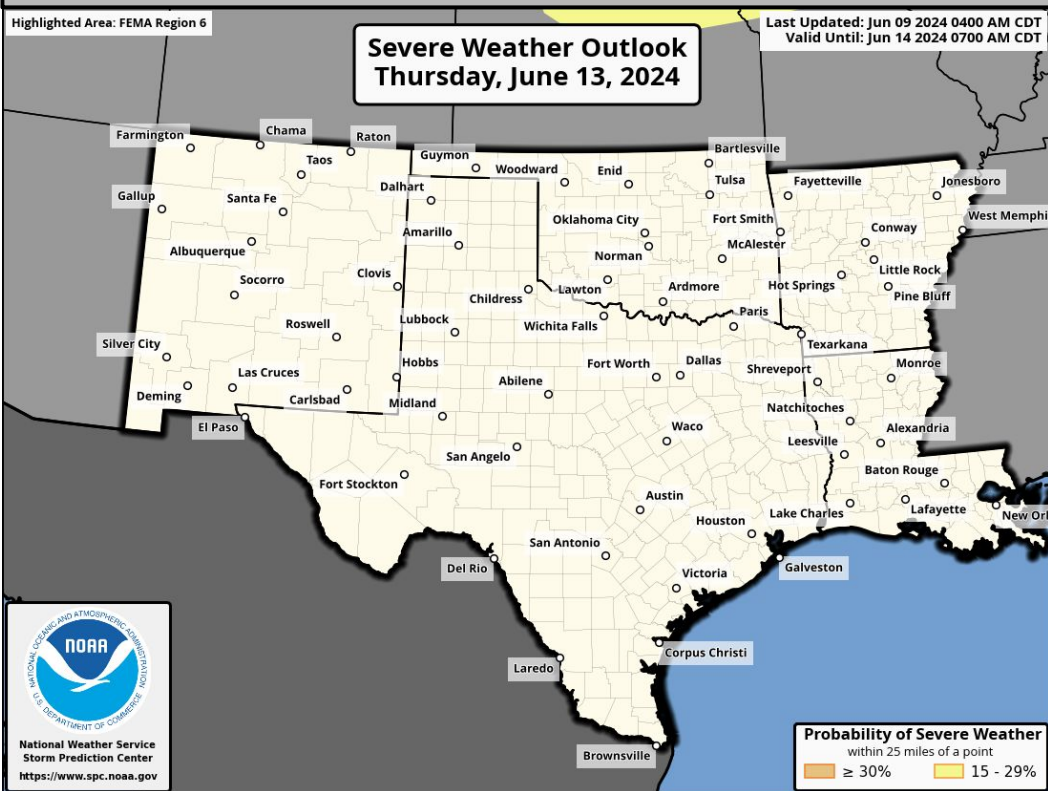 Highlighted Area: FEMA Region 6
Severe Weather Outlook
Thursday, June 13, 2024
Last Updated: Jun 09 2024 0400 AM CDT
Valid Until: Jun 14 2024 0700 AM CDT
Farmington
Chama
Raton
Taos
Guymon
Woodward
Enid
Bartlesville
Gallup
Santa Fe
Dalhart
Tulsa
Fayetteville
Jonesboro
Albuquerque
Amarillo
Oklahoma City
Fort Smith
Conway
West Memphi
Norman
McAlester
Socorro
Clovis
Childress
Lawton
Ardmore
Hot Springs
Little Rock
Pine Bluff
Roswell
Lubbock
Wichita Falls
Paris
Texarkana
Silver City
Las Cruces
Hobbs
Abilene
Fort Worth
Dallas
Shreveport
Monroe
Deming
Carlsbad
Midland
Natchitoches
El Paso
San Angelo
Waco
Leesville
Alexandria
Fort Stockton
Austin
Baton Rouge
Houston
Lake Charles
Lafayette
New Orl
San Antonio
Del Rio
Galveston
Victoria
Laredo
Corpus Christi
Brownsville
NATIONAL OCEANIC AND ATMOSPHERIC ADMINISTRATION
NOAA
U.S. DEPARTMENT OF COMMERCE
National Weather Service
Storm Prediction Center
https://www.spc.noaa.gov
Probability of Severe Weather
within 25 miles of a point
≥ 30%
15 - 29%